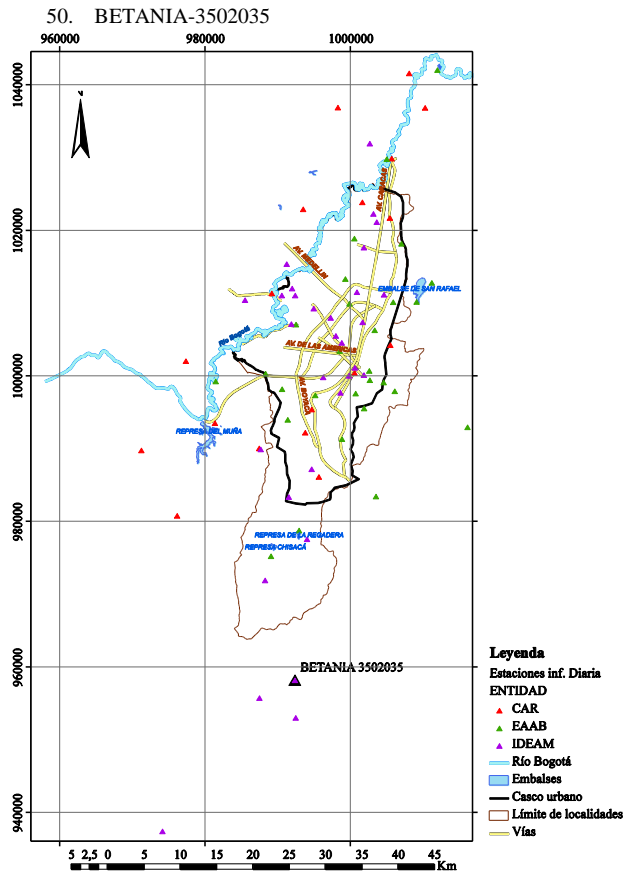 50. BETANIA-3502035
960000 980000 1000000
1040000
1020000
1000000
980000
960000
940000
AV. CARACAS
AV. MEDELLIN
EMBALSE DE SAN RAFAEL
Río Bogotá
AV. DE LAS AMERICAS
AV. BOYACA
REPRESA DEL MUÑA
REPRESA DE LA REGADERA
REPRESA CHISACÁ
BETANIA 3502035
Leyenda
Estaciones inf. Diaria
ENTIDAD
CAR
EAAB
IDEAM
Río Bogotá
Embalses
Casco urbano
Límite de localidades
Vías
5 2,5 0 5 10 15 20 25 30 35 40 45
Km